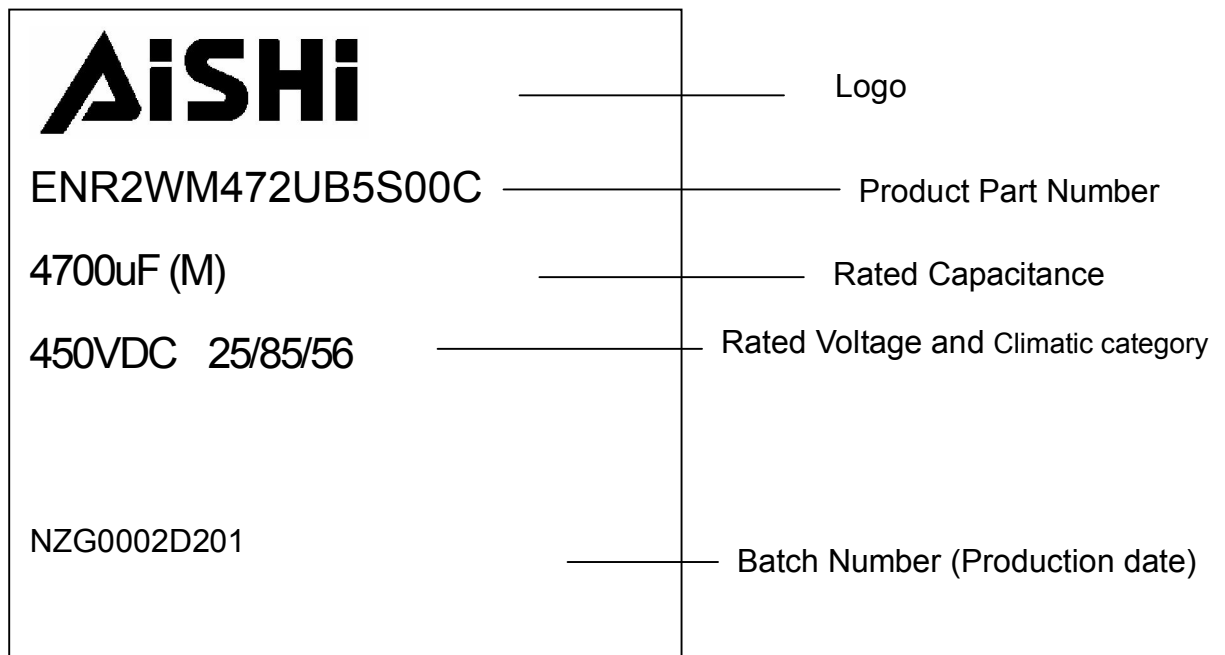 AiSHi
Logo
ENR2WM472UB5S00C
Product Part Number
4700uF (M)
Rated Capacitance
450VDC 25/85/56
Rated Voltage and Climatic category
NZG0002D201
Batch Number (Production date)